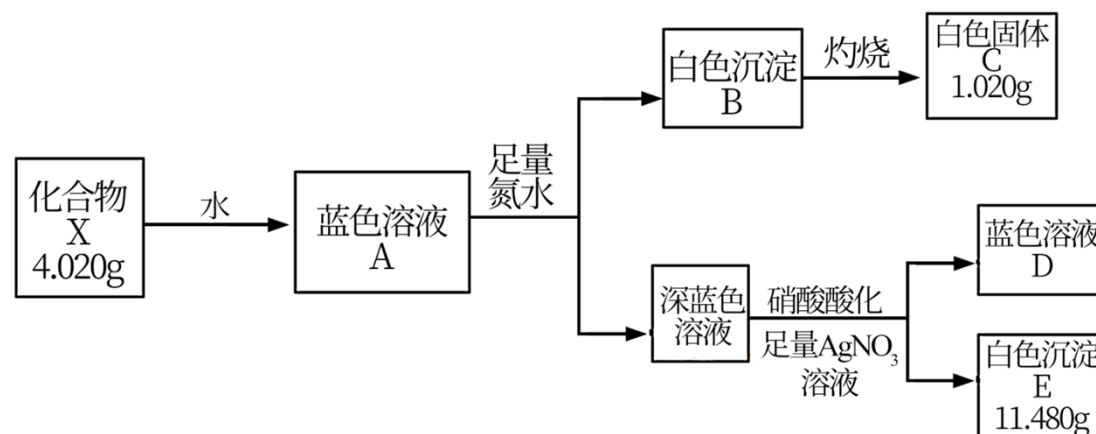 化合物
X
4.020g
水
蓝色溶液
A
足量
氮水
白色沉淀
B
灼烧
白色固体
C
1.020g
深蓝色
溶液
硝酸酸化
足量AgNO₃
溶液
蓝色溶液
D
白色沉淀
E
11.480g